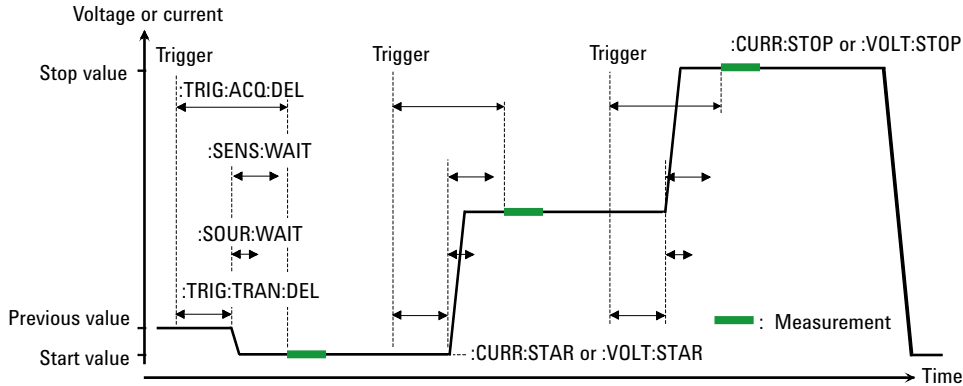 Voltage or current
Trigger
Trigger
Trigger
:CURR:STOP or :VOLT:STOP
Stop value
:TRIG:ACQ:DEL
:SENS:WAIT
:SOUR:WAIT
:TRIG:TRAN:DEL
Previous value
: Measurement
Start value
:CURR:STAR or :VOLT:STAR
Time